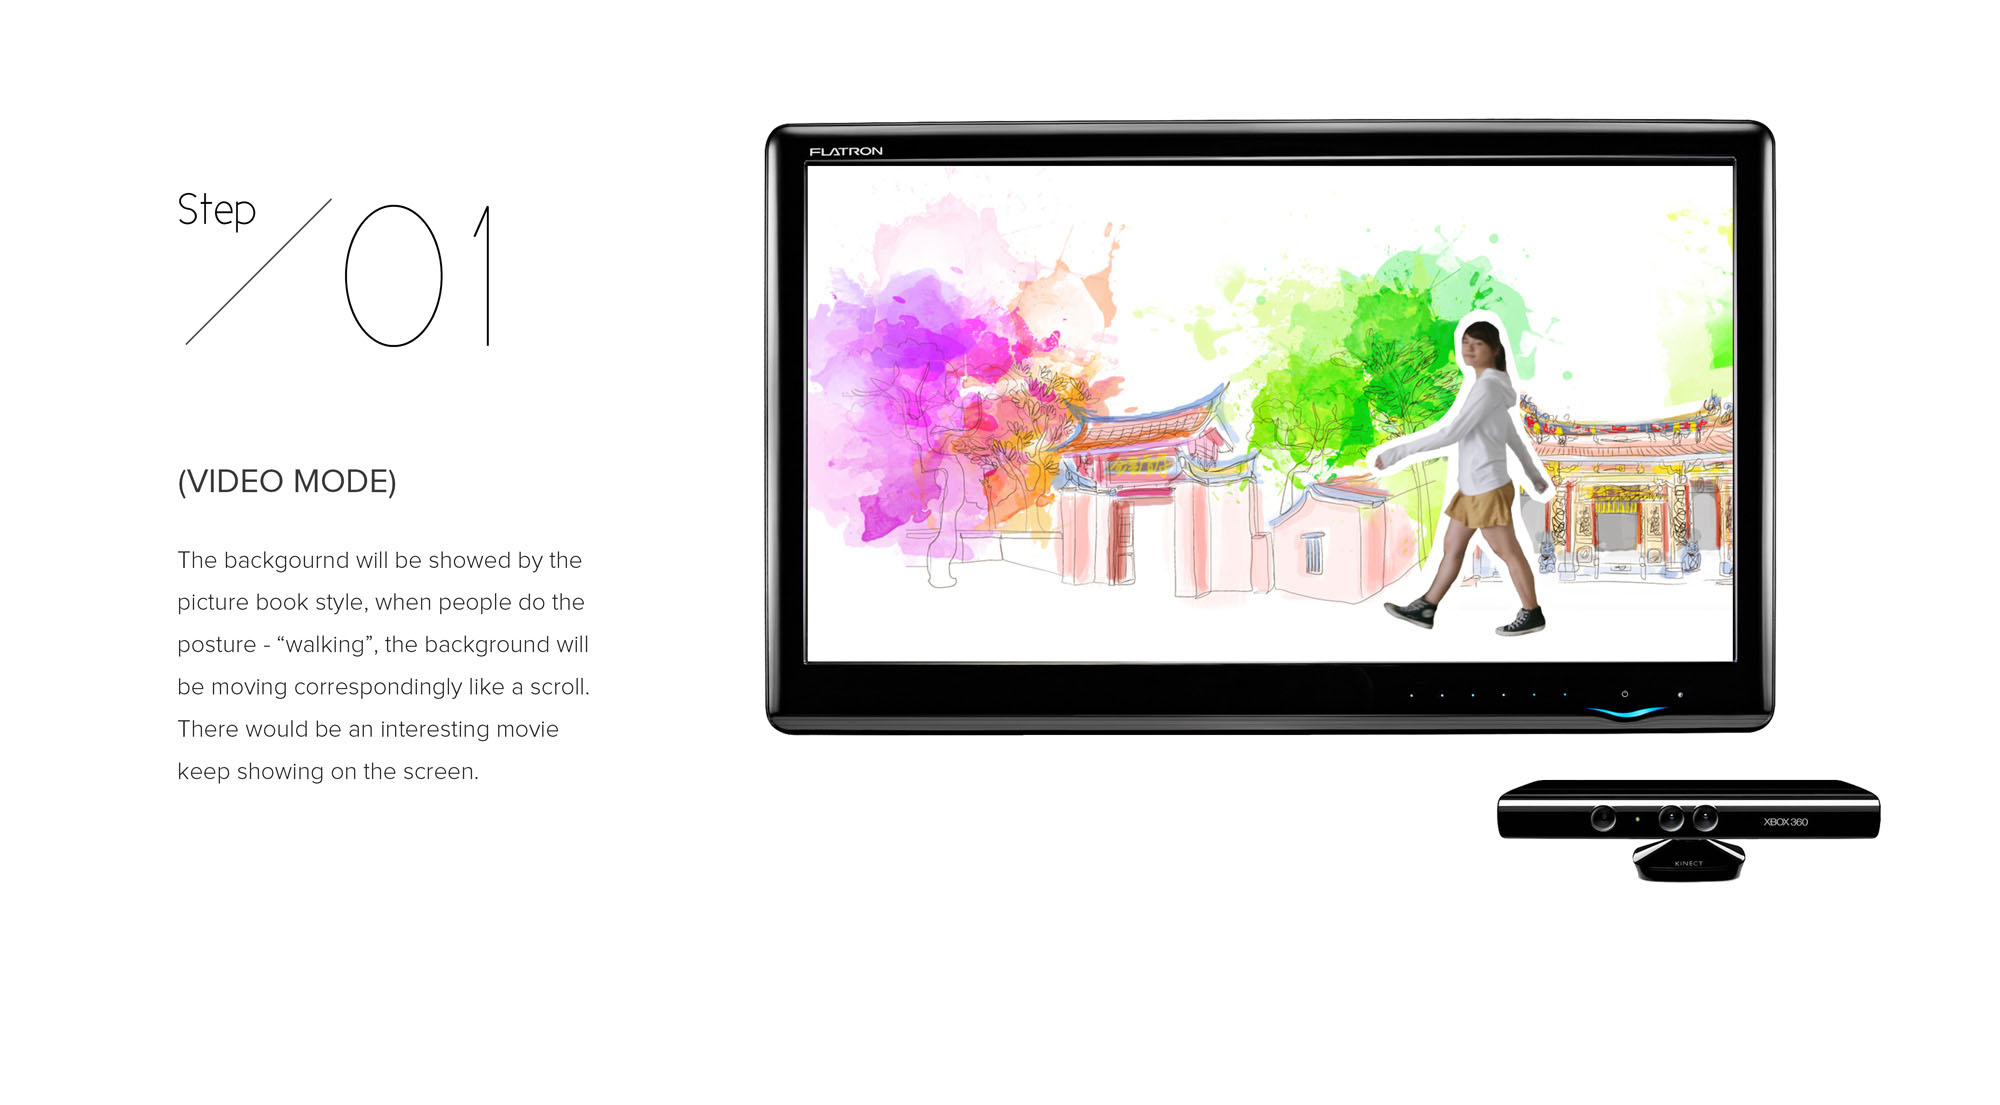 Step
01
(VIDEO MODE)
The backgournd will be showed by the
picture book style, when people do the
posture - “walking”, the background will
be moving correspondingly like a scroll.
There would be an interesting movie
keep showing on the screen.
FLATRON
XBOX 360
KINECT